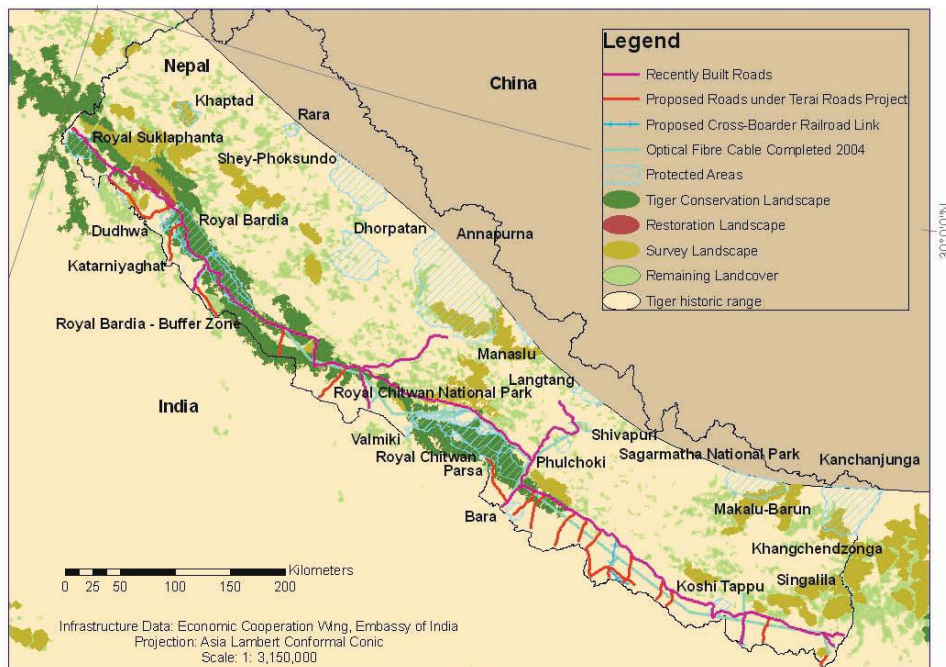 Nepal
China
Khaptad
Rara
Royal Suklaphanta
Shey-Phoksundo
Royal Bardia
Dudhwa
Dhorpatan
Annapurna
Katarniyaghat
Royal Bardia - Buffer Zone
Manaslu
Langtang
India
Royal Chitwan National Park
Valmiki
Royal Chitwan
Parsa
Shivapuri
Phulchoki
Sagarmatha National Park
Kanchanjunga
Bara
Makalu-Barun
Khangchendzonga
Koshi Tappu
Singalila
Legend
Recently Built Roads
Proposed Roads under Terai Roads Project
Proposed Cross-Boarder Railroad Link
Optical Fibre Cable Completed 2004
Protected Areas
Tiger Conservation Landscape
Restoration Landscape
Survey Landscape
Remaining Landcover
Tiger historic range
30°0'0"N
Kilometers
0 25 50 100 150 200
Infrastructure Data: Economic Cooperation Wing, Embassy of India
Projection: Asia Lambert Conformal Conic
Scale: 1: 3,150,000